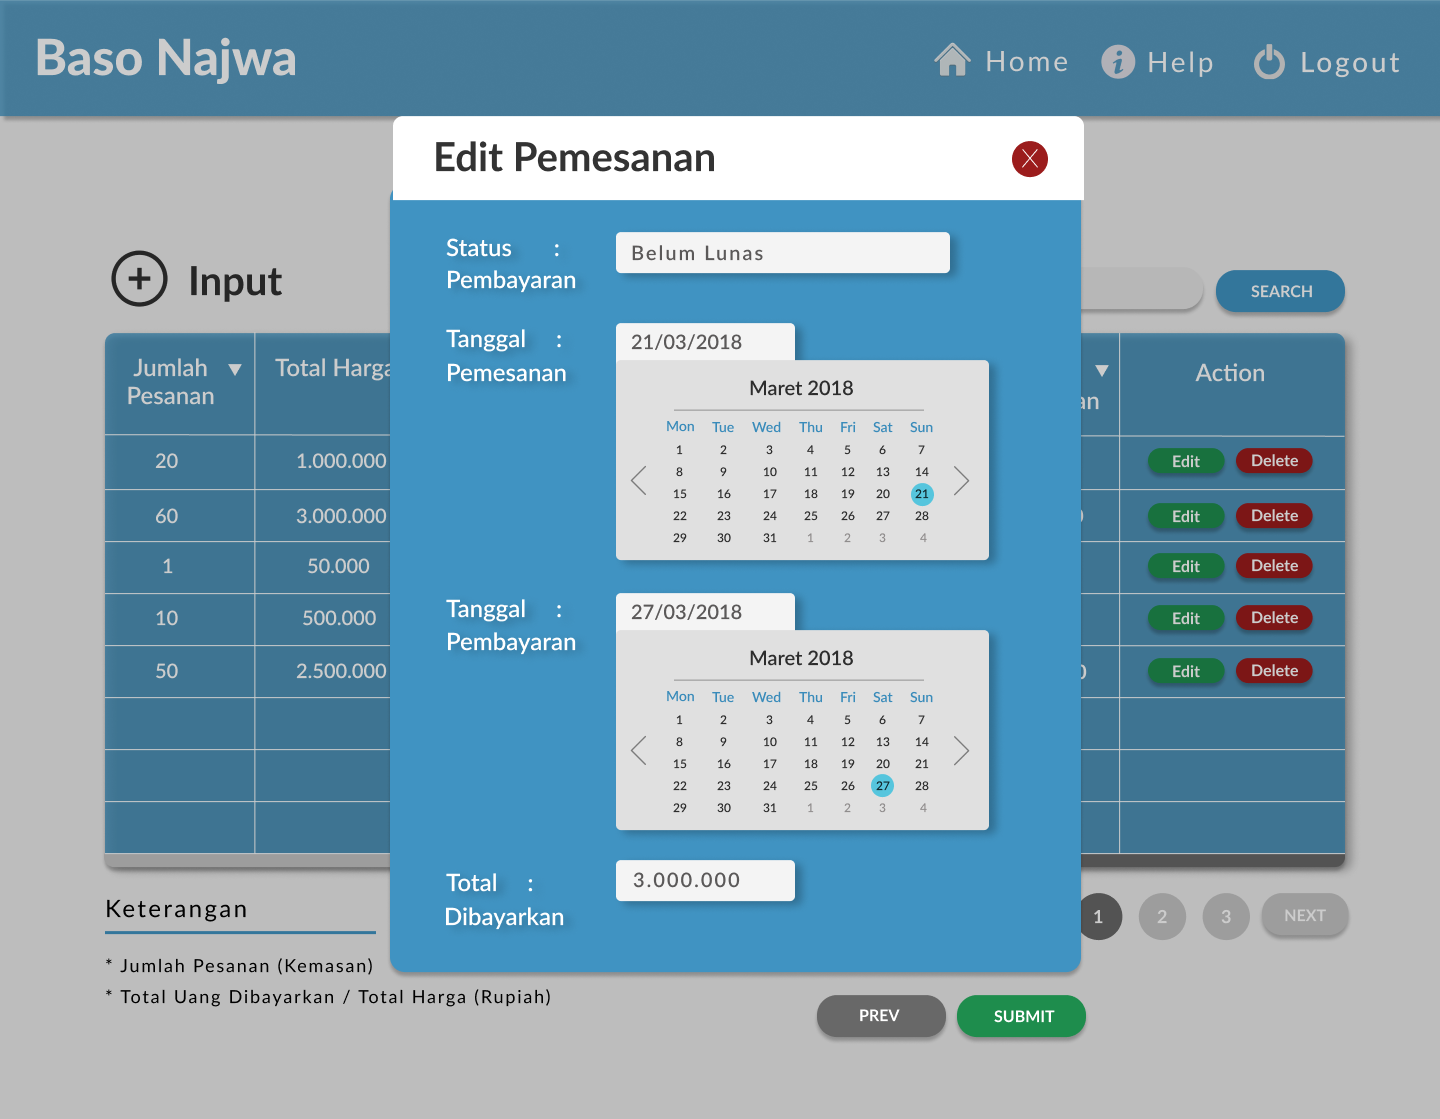 Baso Najwa
Home
Help
Logout
Edit Pemesanan
X
Input
SEARCH
Status :
Pembayaran
Belum Lunas
Tanggal :
Pemesanan
21/03/2018
Maret 2018
Mon Tue Wed Thu Fri Sat Sun
1 2 3 4 5 6 7
8 9 10 11 12 13 14
15 16 17 18 19 20 21
22 23 24 25 26 27 28
29 30 31 1 2 3 4
Tanggal :
Pembayaran
27/03/2018
Maret 2018
Mon Tue Wed Thu Fri Sat Sun
1 2 3 4 5 6 7
8 9 10 11 12 13 14
15 16 17 18 19 20 21
22 23 24 25 26 27 28
29 30 31 1 2 3 4
Total :
Dibayarkan
3.000.000
Jumlah
Pesanan
Total Harga
an
Action
20 1.000.000 Edit Delete
60 3.000.000 0 Edit Delete
1 50.000 Edit Delete
10 500.000 Edit Delete
50 2.500.000 0 Edit Delete
Keterangan
* Jumlah Pesanan (Kemasan)
* Total Uang Dibayarkan / Total Harga (Rupiah)
1 2 3 NEXT
PREV
SUBMIT